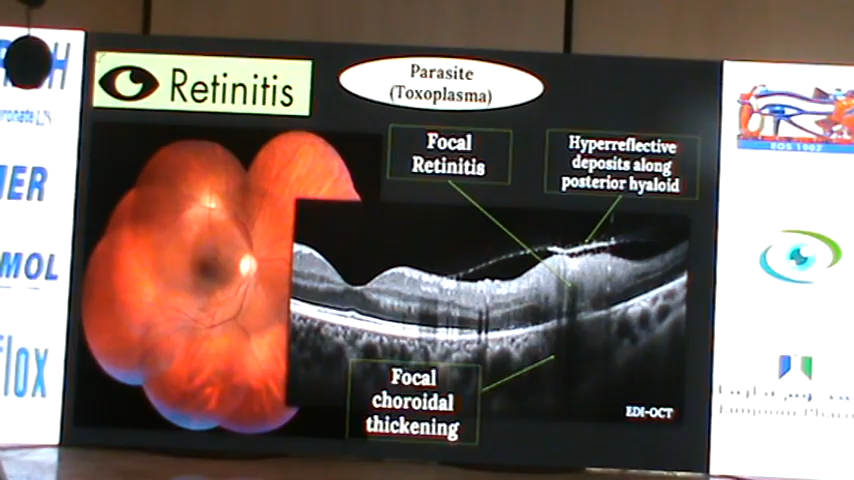 Retinitis
Parasite
(Toxoplasma)
Focal
Retinitis
Hyperreflective
deposits along
posterior hyaloid
Focal
choroidal
thickening
EDI-OCT
EOS 1902
H
IER
MOL
flox